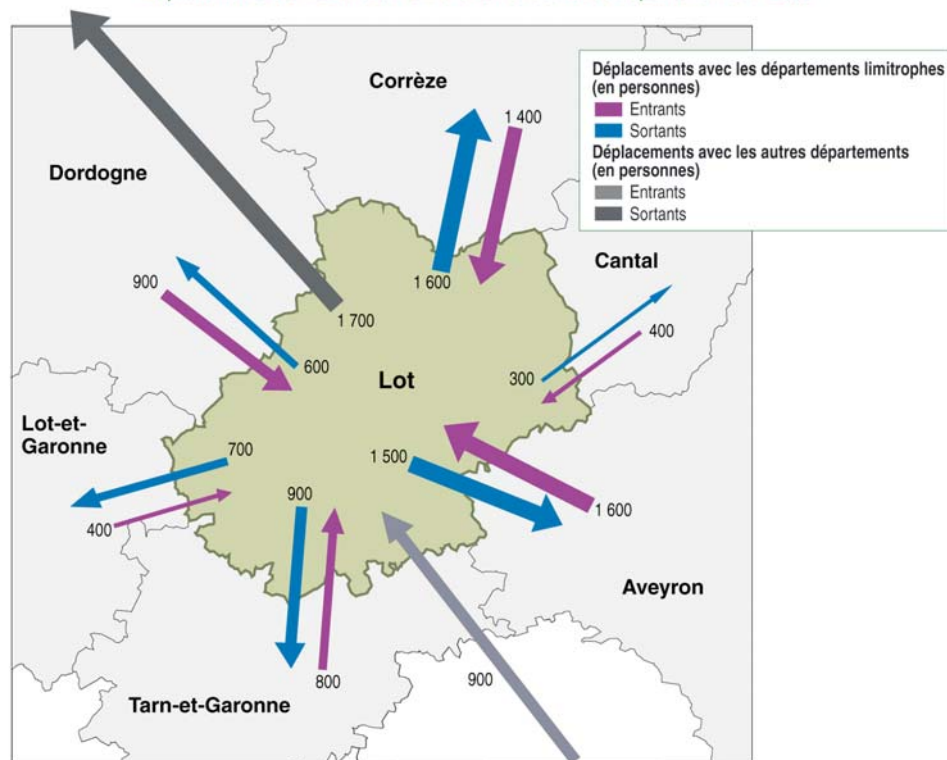 Corrèze
Dordogne
Déplacements avec les départements limitrophes
(en personnes)
Entrants
Sortants
Déplacements avec les autres départements
(en personnes)
Entrants
Sortants
1 400
1 600
Cantal
900
1 700
600
400
300
Lot
Lot-et-
Garonne
700
400
1 500
1 600
900
800
Aveyron
900
Tarn-et-Garonne